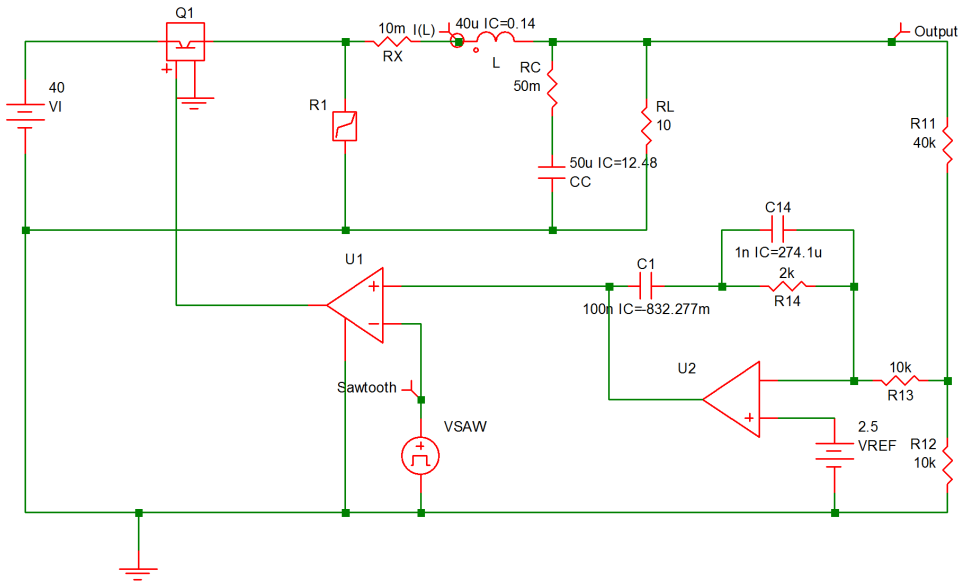 Q1
40u IC=0.14
10m
I(L)
Output
RX
L
RC
50m
40
VI
R1
RL
10
R11
40k
50u IC=12.48
CC
C14
1n IC=274.1u
U1
C1
2k
100n IC=-832.277m
R14
U2
10k
R13
Sawtooth
VSAW
2.5
VREF
R12
10k